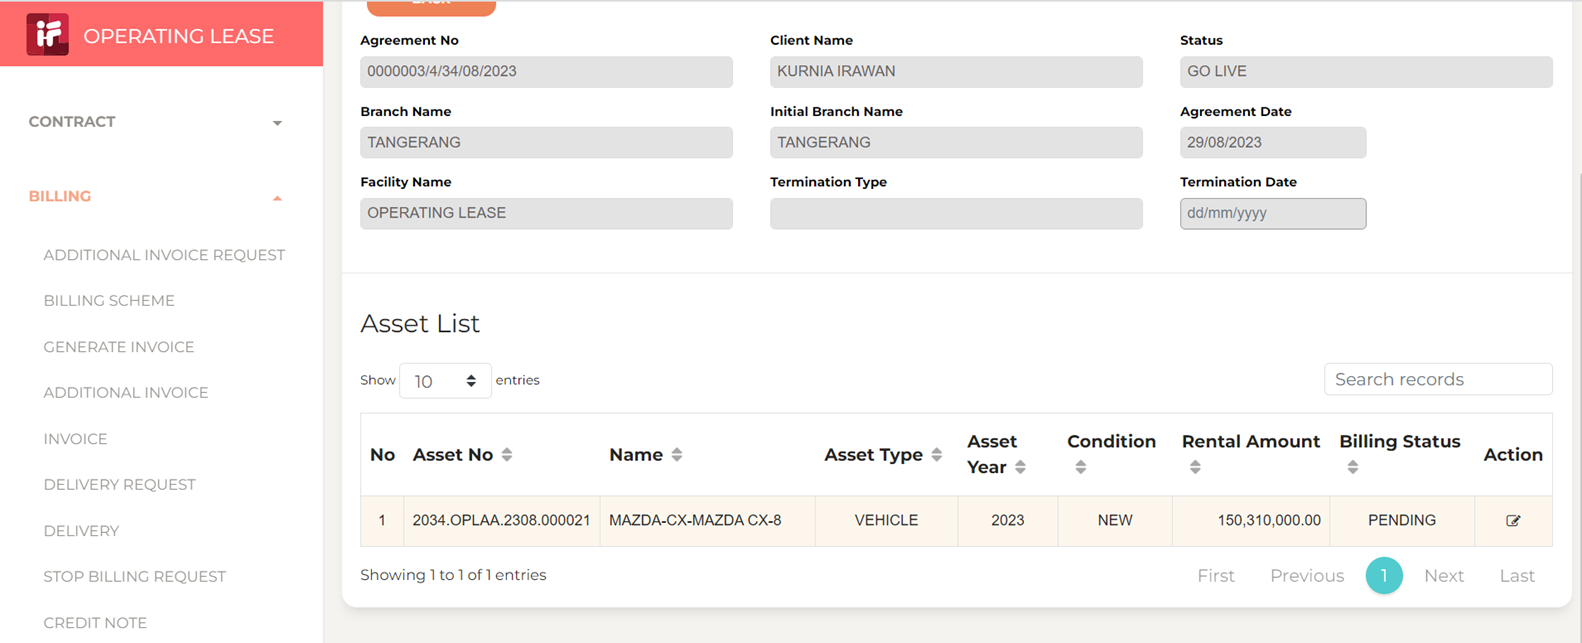 OPERATING LEASE
CONTRACT
BILLING
ADDITIONAL INVOICE REQUEST
BILLING SCHEME
GENERATE INVOICE
ADDITIONAL INVOICE
INVOICE
DELIVERY REQUEST
DELIVERY
STOP BILLING REQUEST
CREDIT NOTE
BACK
Agreement No Client Name Status
0000003/4/34/08/2023 KURNIA IRAWAN GO LIVE
Branch Name Initial Branch Name Agreement Date
TANGERANG TANGERANG 29/08/2023
Facility Name Termination Type Termination Date
OPERATING LEASE dd/mm/yyyy
Asset List
Show 10 entries Search records
No Asset No Name Asset Type Asset Year Condition Rental Amount Billing Status Action
1 2034.OPLAA.2308.000021 MAZDA-CX-MAZDA CX-8 VEHICLE 2023 NEW 150,310,000.00 PENDING
Showing 1 to 1 of 1 entries First Previous 1 Next Last